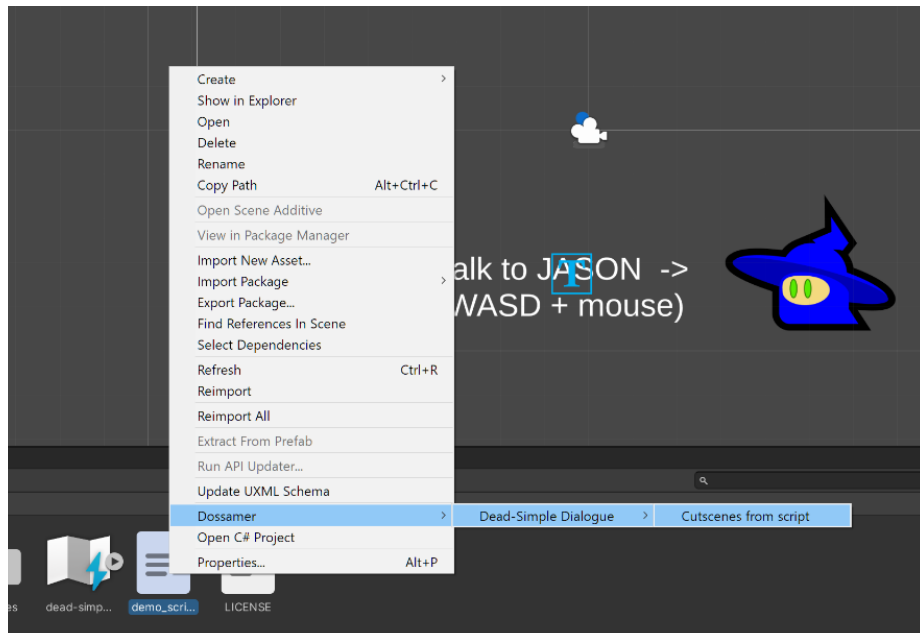 Create
Show in Explorer
Open
Delete
Rename
Copy Path Alt+Ctrl+C
Open Scene Additive
View in Package Manager
Import New Asset...
Import Package
Export Package...
Find References In Scene
Select Dependencies
Refresh Ctrl+R
Reimport
Reimport All
Extract From Prefab
Run API Updater...
Update UXML Schema
Dossamer Dead-Simple Dialogue Cutscenes from script
Open C# Project
Properties... Alt+P
alk to JASON ->
WASD + mouse)
es dead-simp... demo_scri... LICENSE